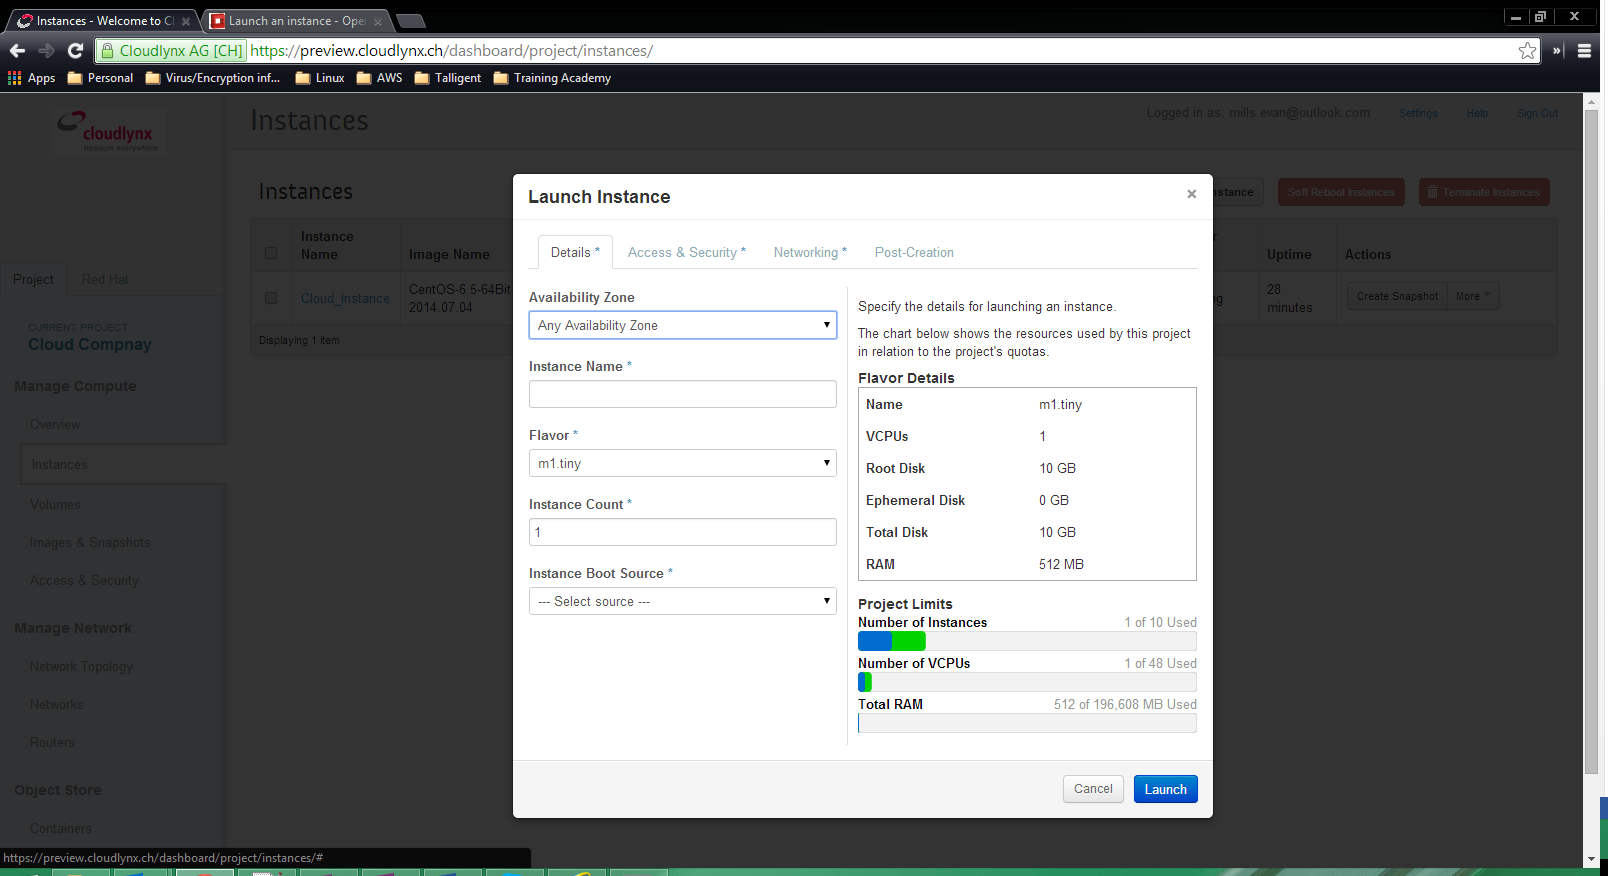 Instances - Welcome to Cl
Launch an instance - Ope
Cloudlynx AG [CH] https://preview.cloudlynx.ch/dashboard/project/instances/
Apps Personal Virus/Encryption inf... Linux AWS Talligent Training Academy
cloudlynx
freedom everywhere
Instances
Logged in as: mills.evan@outlook.com Settings Help Sign Out
Project Red Hat
CURRENT PROJECT
Cloud Compnay
Manage Compute
Overview
Instances
Volumes
Images & Snapshots
Access & Security
Manage Network
Network Topology
Networks
Routers
Object Store
Containers
Instances
Soft Reboot Instances Terminate Instances
Instance Name Image Name Uptime Actions
Cloud_Instance CentOS-6.5-64Bit-
2014.07.04
28
minutes
Create Snapshot More
Displaying 1 item
Launch Instance ×
Details * Access & Security * Networking * Post-Creation
Availability Zone
Any Availability Zone
Instance Name *
Flavor *
m1.tiny
Instance Count *
1
Instance Boot Source *
--- Select source ---
Specify the details for launching an instance.
The chart below shows the resources used by this project
in relation to the project's quotas.
Flavor Details
Name m1.tiny
VCPUs 1
Root Disk 10 GB
Ephemeral Disk 0 GB
Total Disk 10 GB
RAM 512 MB
Project Limits
Number of Instances 1 of 10 Used
Number of VCPUs 1 of 48 Used
Total RAM 512 of 196,608 MB Used
Cancel Launch
https://preview.cloudlynx.ch/dashboard/project/instances/#